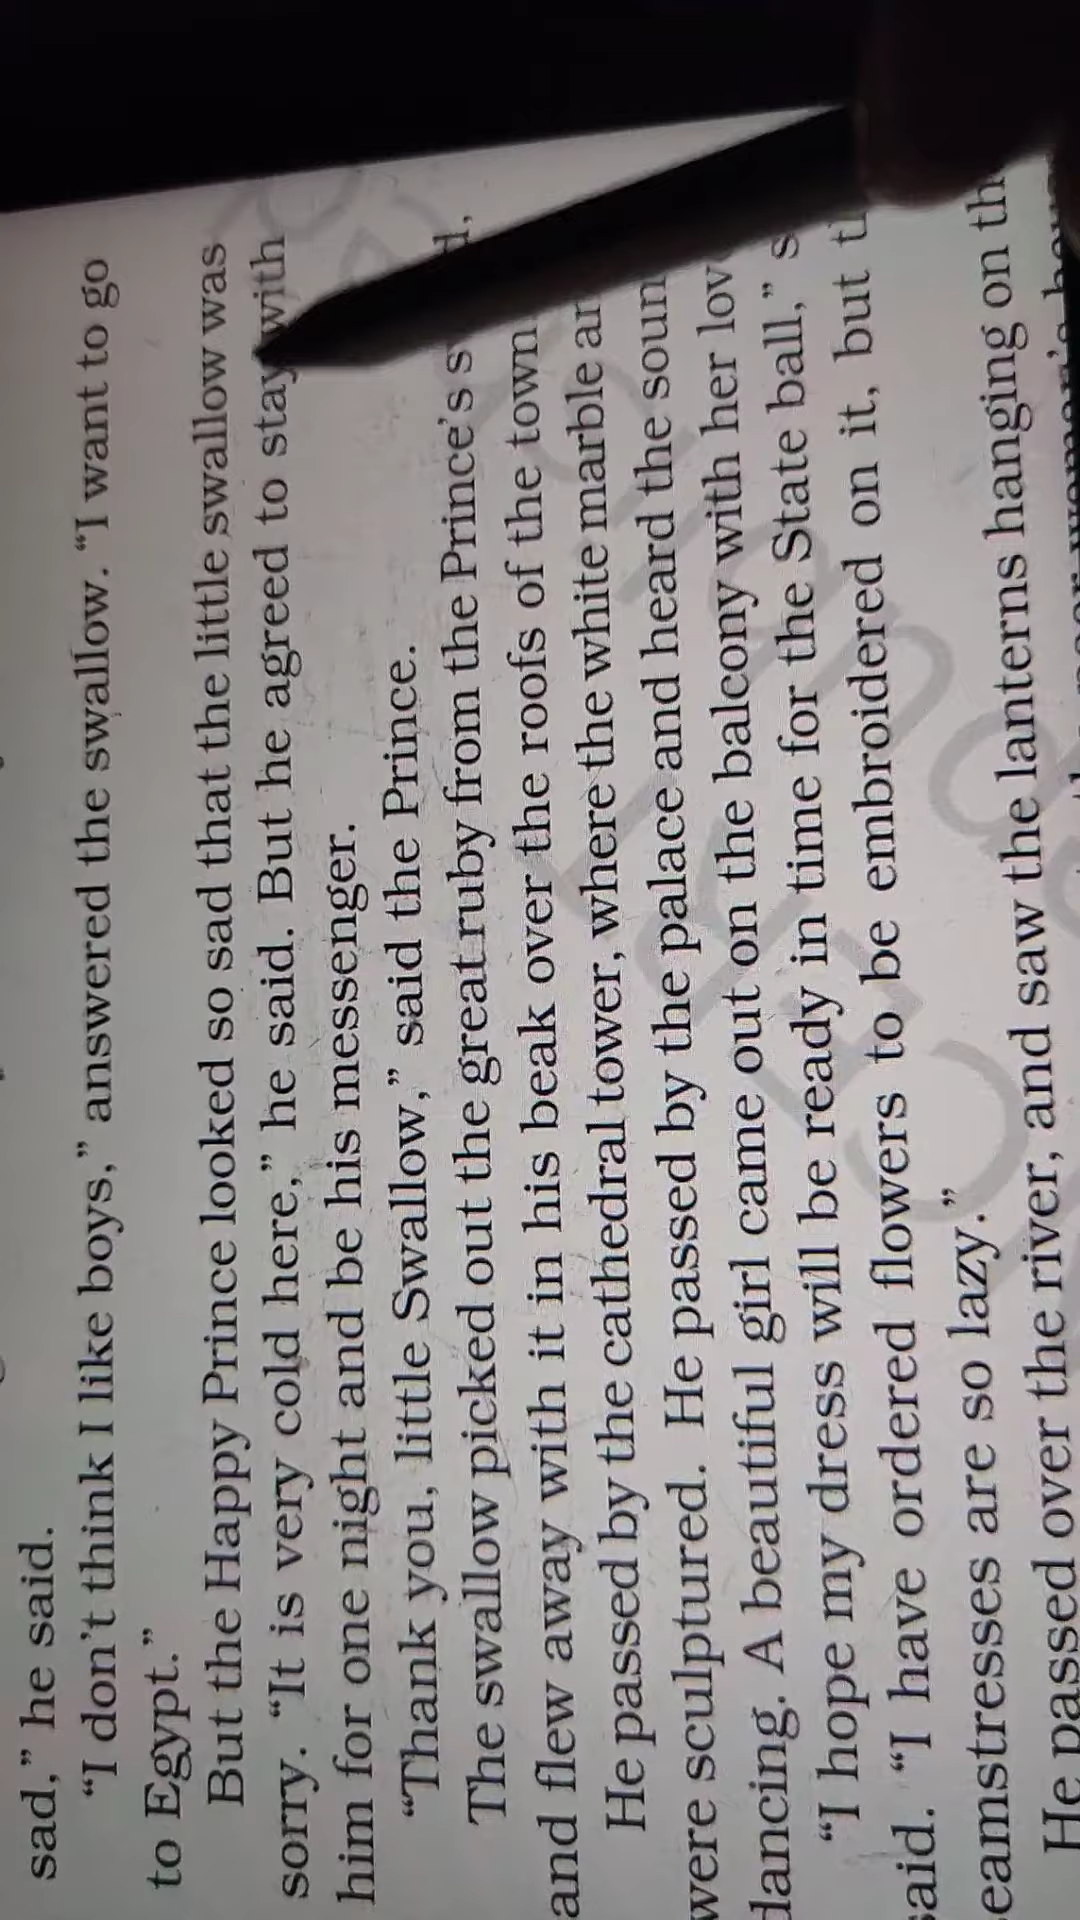 sad,” he said.
“I don’t think I like boys,” answered the swallow. “I want to go
to Egypt.”
But the Happy Prince looked so sad that the little swallow was
sorry. “It is very cold here,” he said. But he agreed to stay with
him for one night and be his messenger.
“Thank you, little Swallow,” said the Prince.
The swallow picked out the great ruby from the Prince’s
and flew away with it in his beak over the roofs of the town
He passed by the cathedral tower, where the white marble
were sculptured. He passed by the palace and heard the
dancing. A beautiful girl came out on the balcony with her
“I hope my dress will be ready in time for the State ball,”
said. “I have ordered flowers to be embroidered on it, but
seamstresses are so lazy.”
He passed over the river, and saw the lanterns hanging on